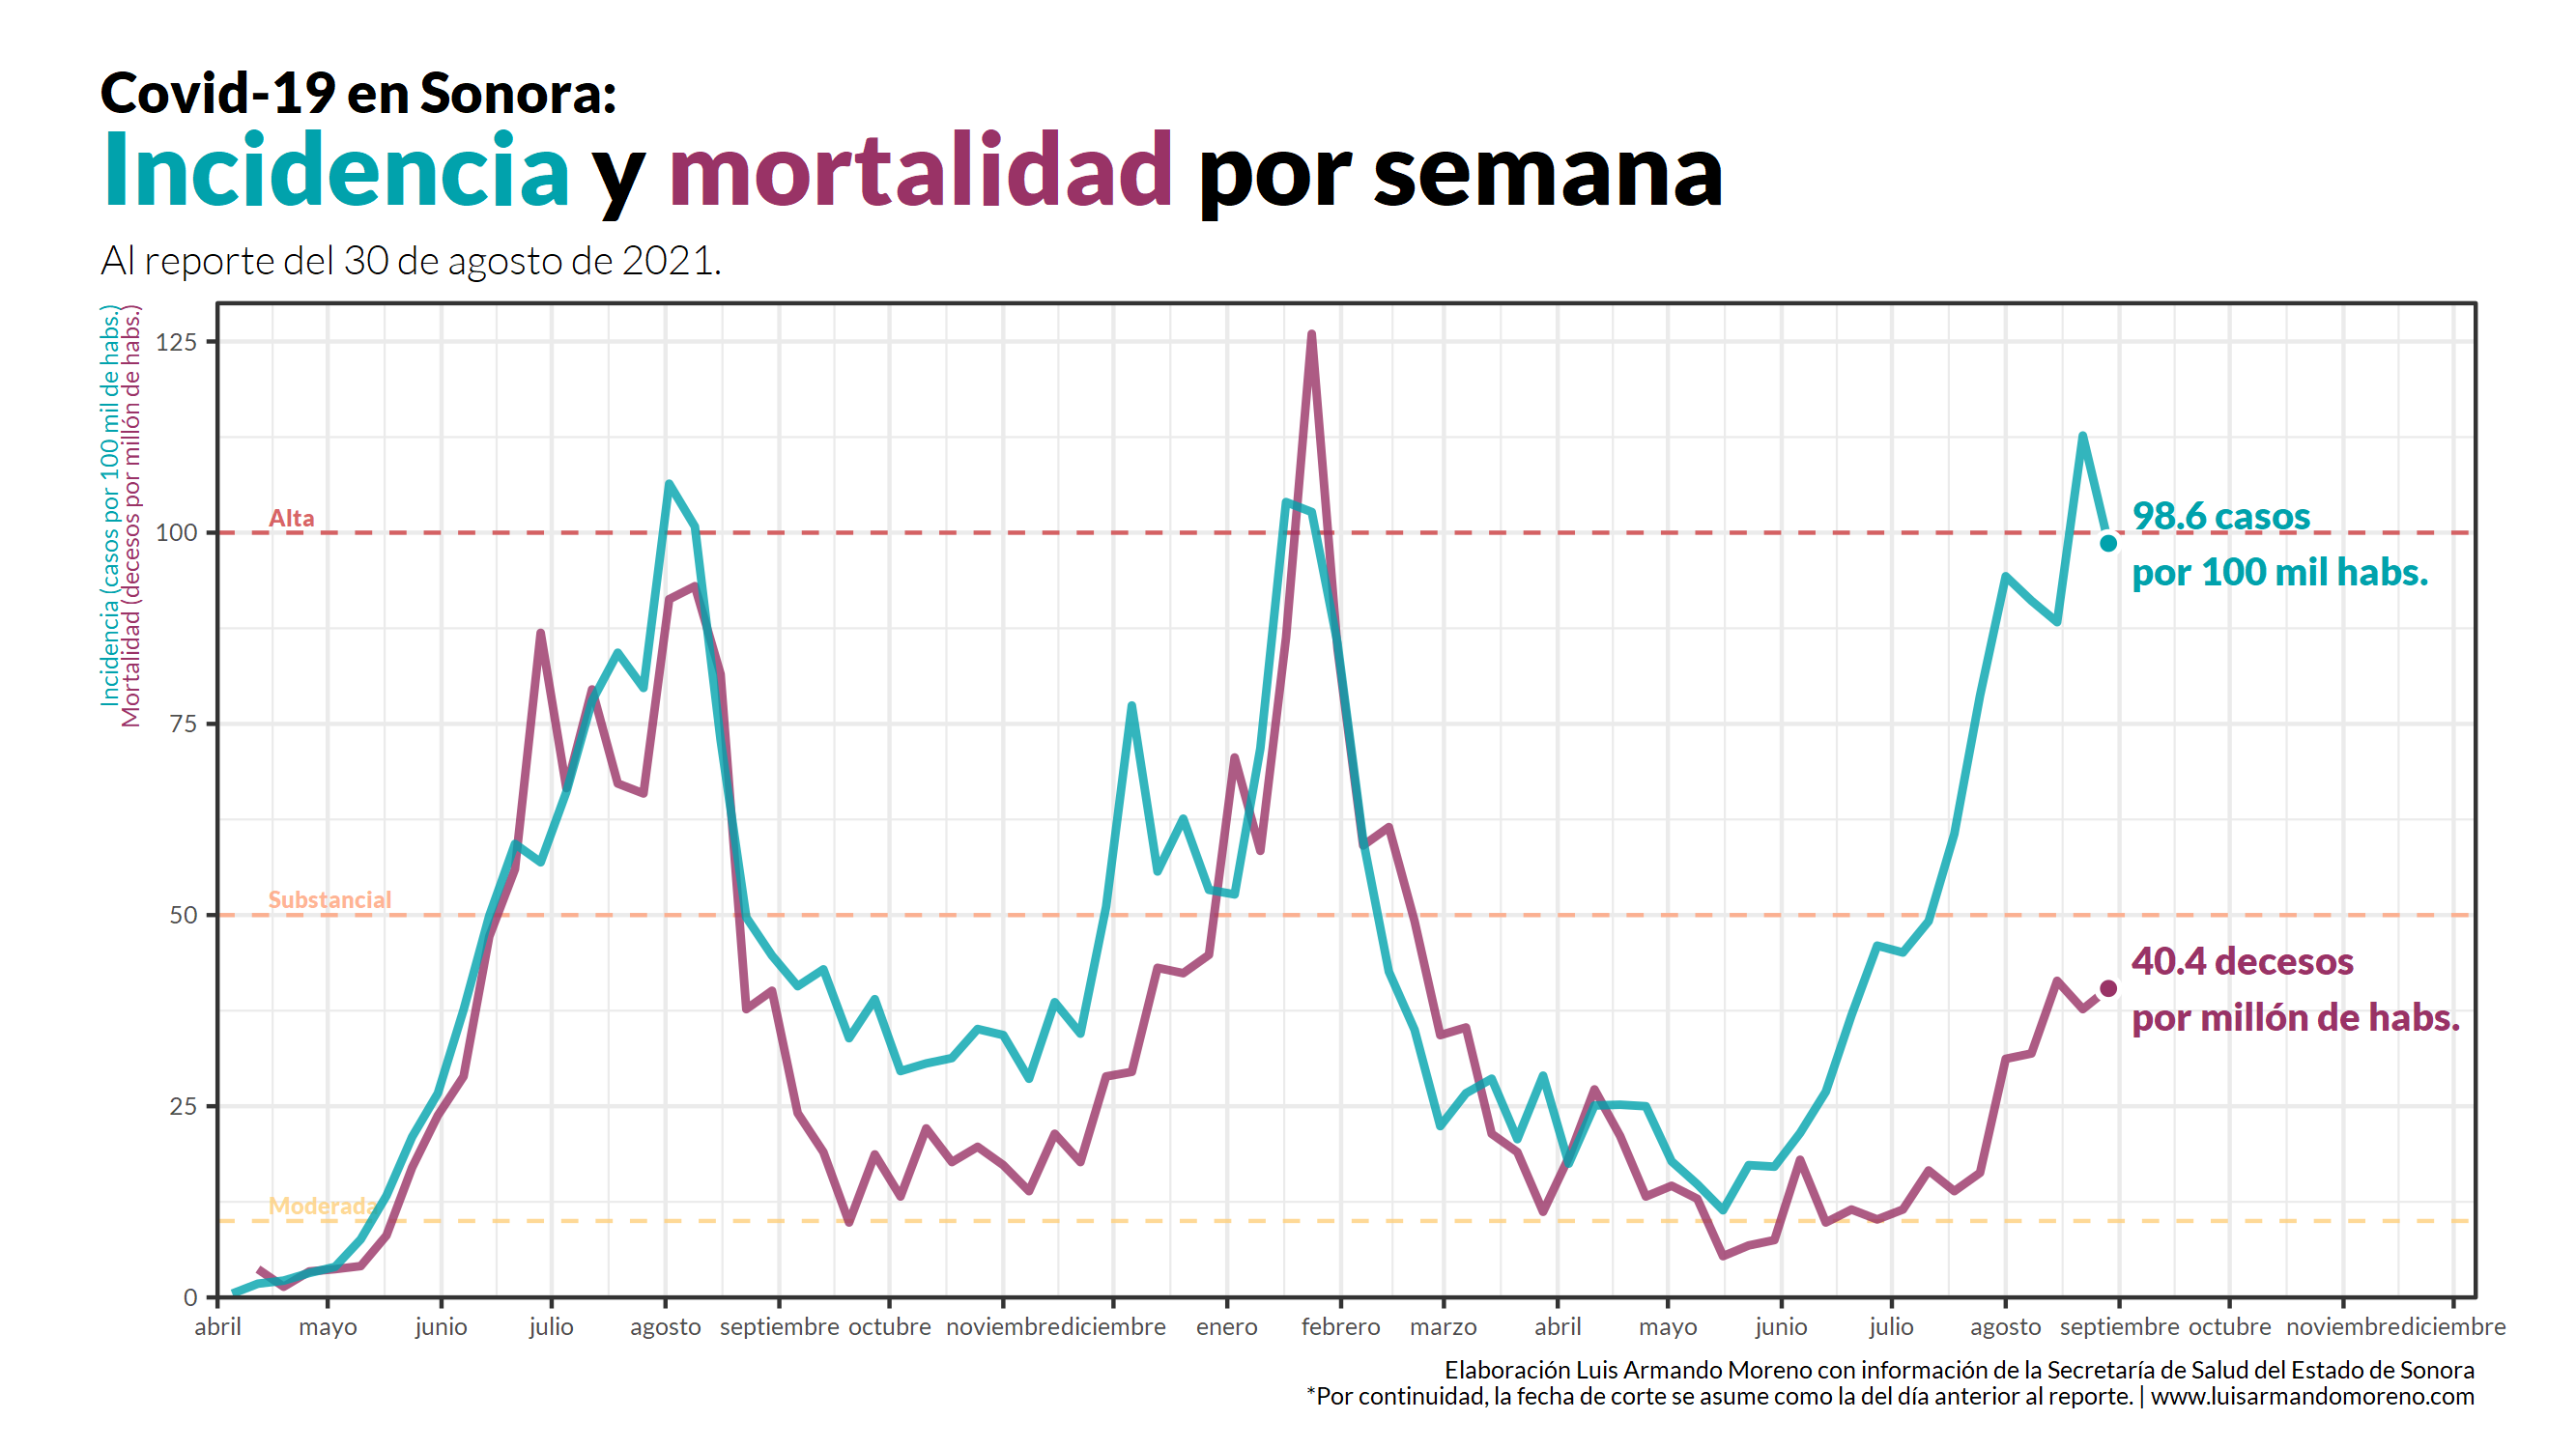 Covid-19 en Sonora:
Incidencia y mortalidad por semana
Al reporte del 30 de agosto de 2021.
Incidencia (casos por 100 mil de habs.)
Mortalidad (decesos por millón de habs.)
125
100
75
50
25
0
Alta
Substancial
Moderada
98.6 casos
por 100 mil habs.
40.4 decesos
por millón de habs.
abril mayo junio julio agosto septiembre octubre noviembre diciembre enero febrero marzo abril mayo junio julio agosto septiembre octubre noviembre diciembre
Elaboración Luis Armando Moreno con información de la Secretaría de Salud del Estado de Sonora
*Por continuidad, la fecha de corte se asume como la del día anterior al reporte. | www.luisarmandomoreno.com